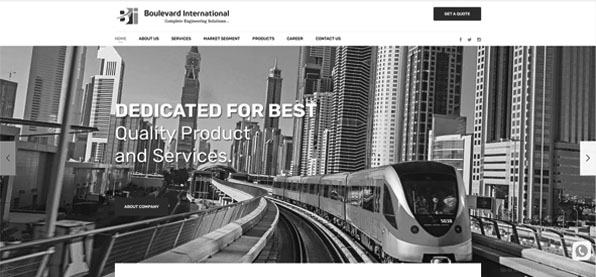 Boulevard International
Complete Engineering Solutions...
GET A QUOTE
HOME ABOUT US SERVICES MARKET SEGMENT PRODUCTS CAREER CONTACT US
DEDICATED FOR BEST
Quality Product
and Services.
ABOUT COMPANY
5038